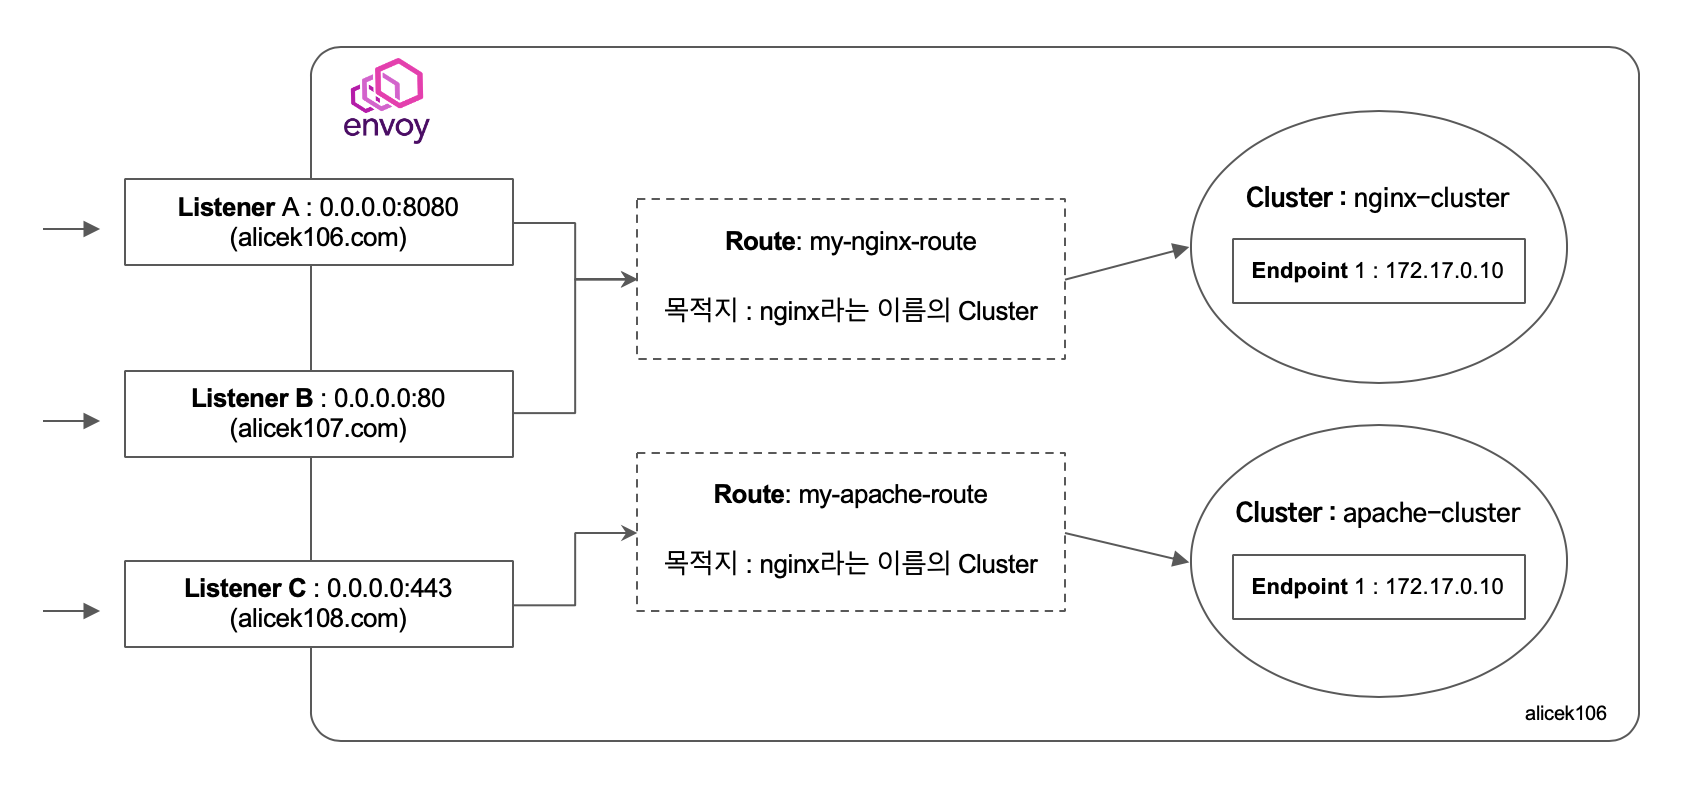 envoy
Listener A : 0.0.0.0:8080
(alicek106.com)
Listener B : 0.0.0.0:80
(alicek107.com)
Listener C : 0.0.0.0:443
(alicek108.com)
Route: my-nginx-route
목적지 : nginx라는 이름의 Cluster
Route: my-apache-route
목적지 : nginx라는 이름의 Cluster
Cluster : nginx-cluster
Endpoint 1 : 172.17.0.10
Cluster : apache-cluster
Endpoint 1 : 172.17.0.10
alicek106